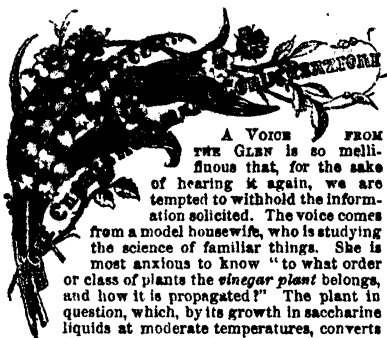 A VOICE FROM
THE GLEN is so melli-
fluous that, for the sake
of hearing it again, we are
tempted to withhold the inform-
ation solicited. The voice comes
from a model housewife, who is studying
the science of familiar things. She is
most anxious to know "to what order
or class of plants the vinegar plant belongs,
and how it is propagated?" The plant in
question, which, by its growth in saccharine
liquids at moderate temperatures, converts